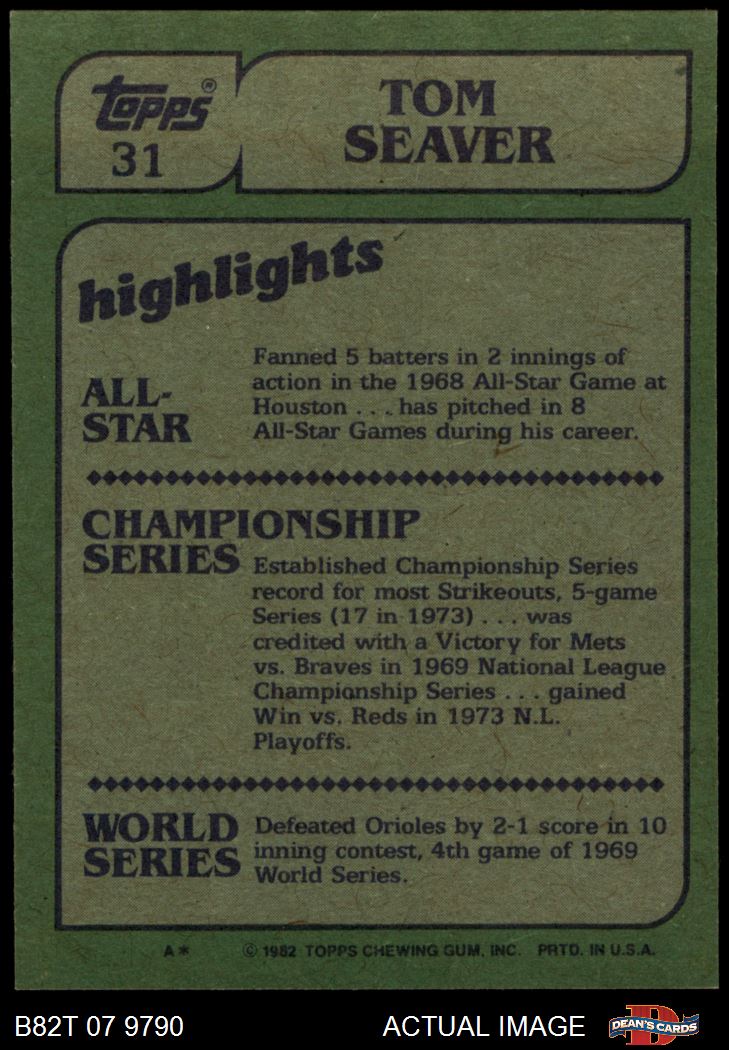 topps®
31
TOM
SEAVER
highlights
ALL-
STAR
Fanned 5 batters in 2 innings of
action in the 1968 All-Star Game at
Houston . . . has pitched in 8
All-Star Games during his career.
CHAMPIONSHIP
SERIES
Established Championship Series
record for most Strikeouts, 5-game
Series (17 in 1973) . . . was
credited with a Victory for Mets
vs. Braves in 1969 National League
Championship Series . . . gained
Win vs. Reds in 1973 N.L.
Playoffs.
WORLD
SERIES
Defeated Orioles by 2-1 score in 10
inning contest, 4th game of 1969
World Series.
A* © 1982 TOPPS CHEWING GUM, INC. PRTD. IN U.S.A.
B82T 07 9790 ACTUAL IMAGE D DEAN'S CARDS